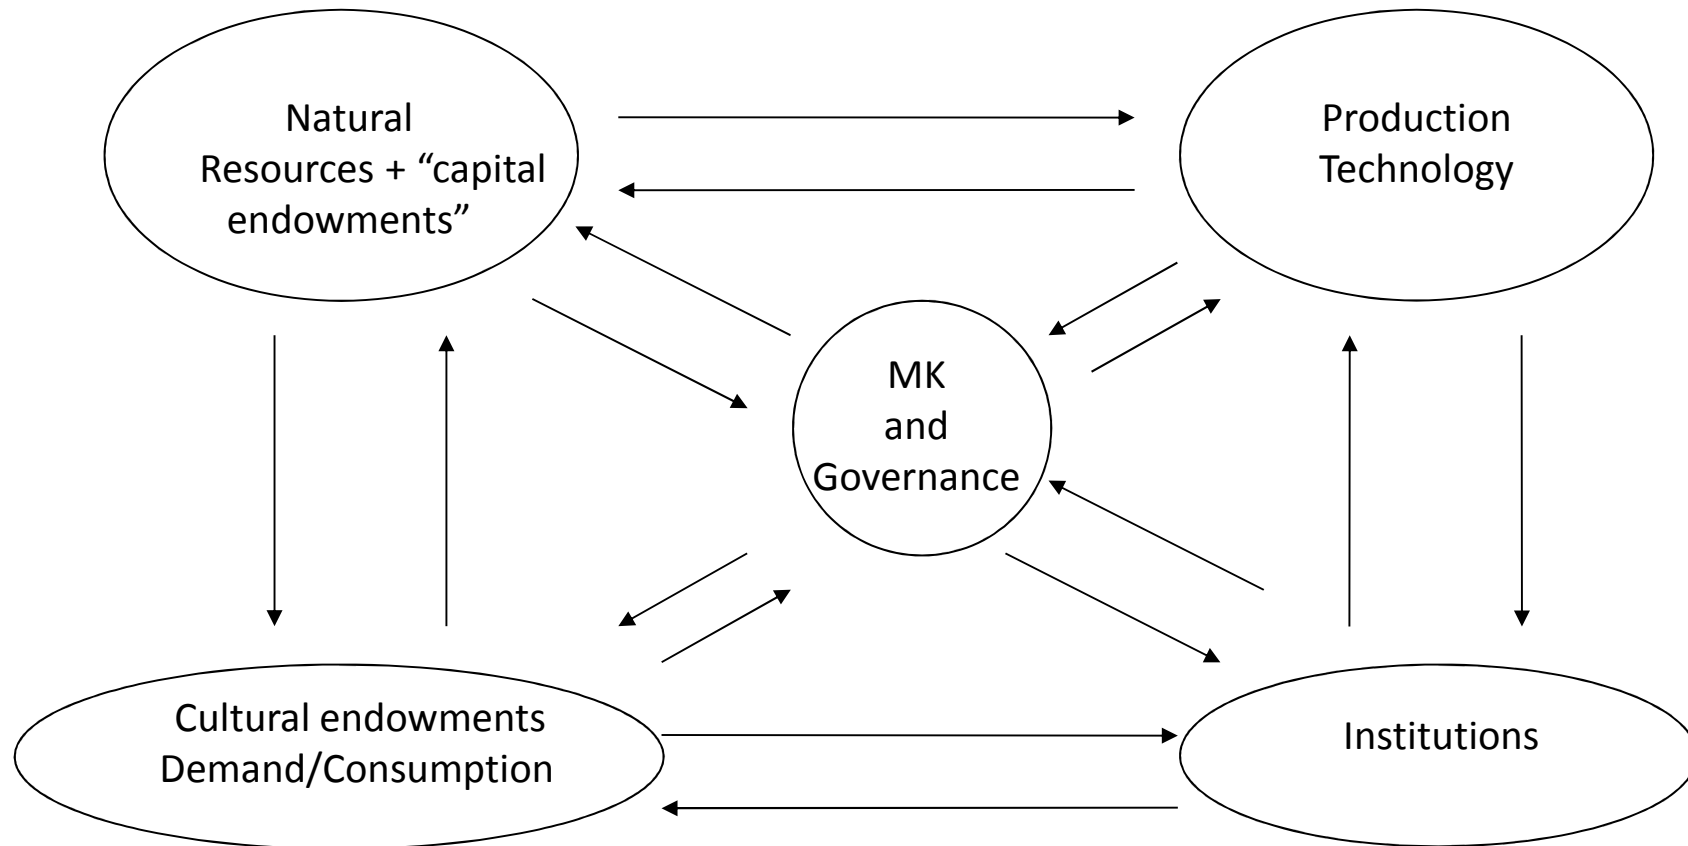 Natural
Resources + “capital
endowments”
Production
Technology
MK
and
Governance
Cultural endowments
Demand/Consumption
Institutions